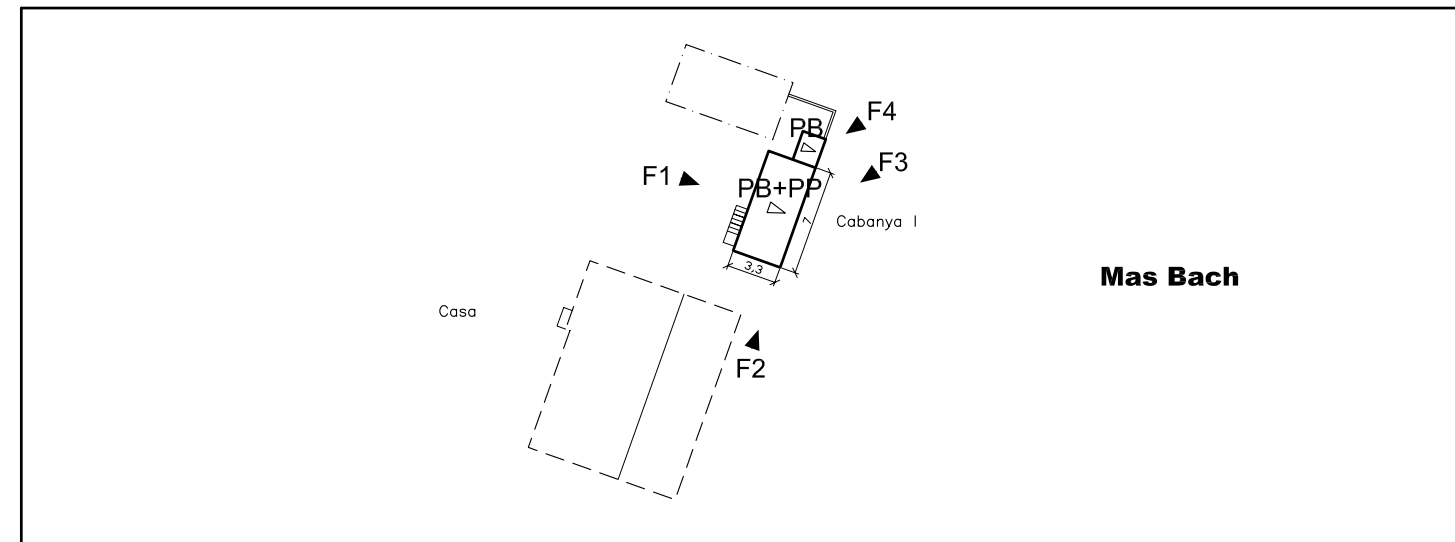 F4
PB
F3
F1
PB+PP
Cabanya I
7
3,3
Mas Bach
Casa
F2